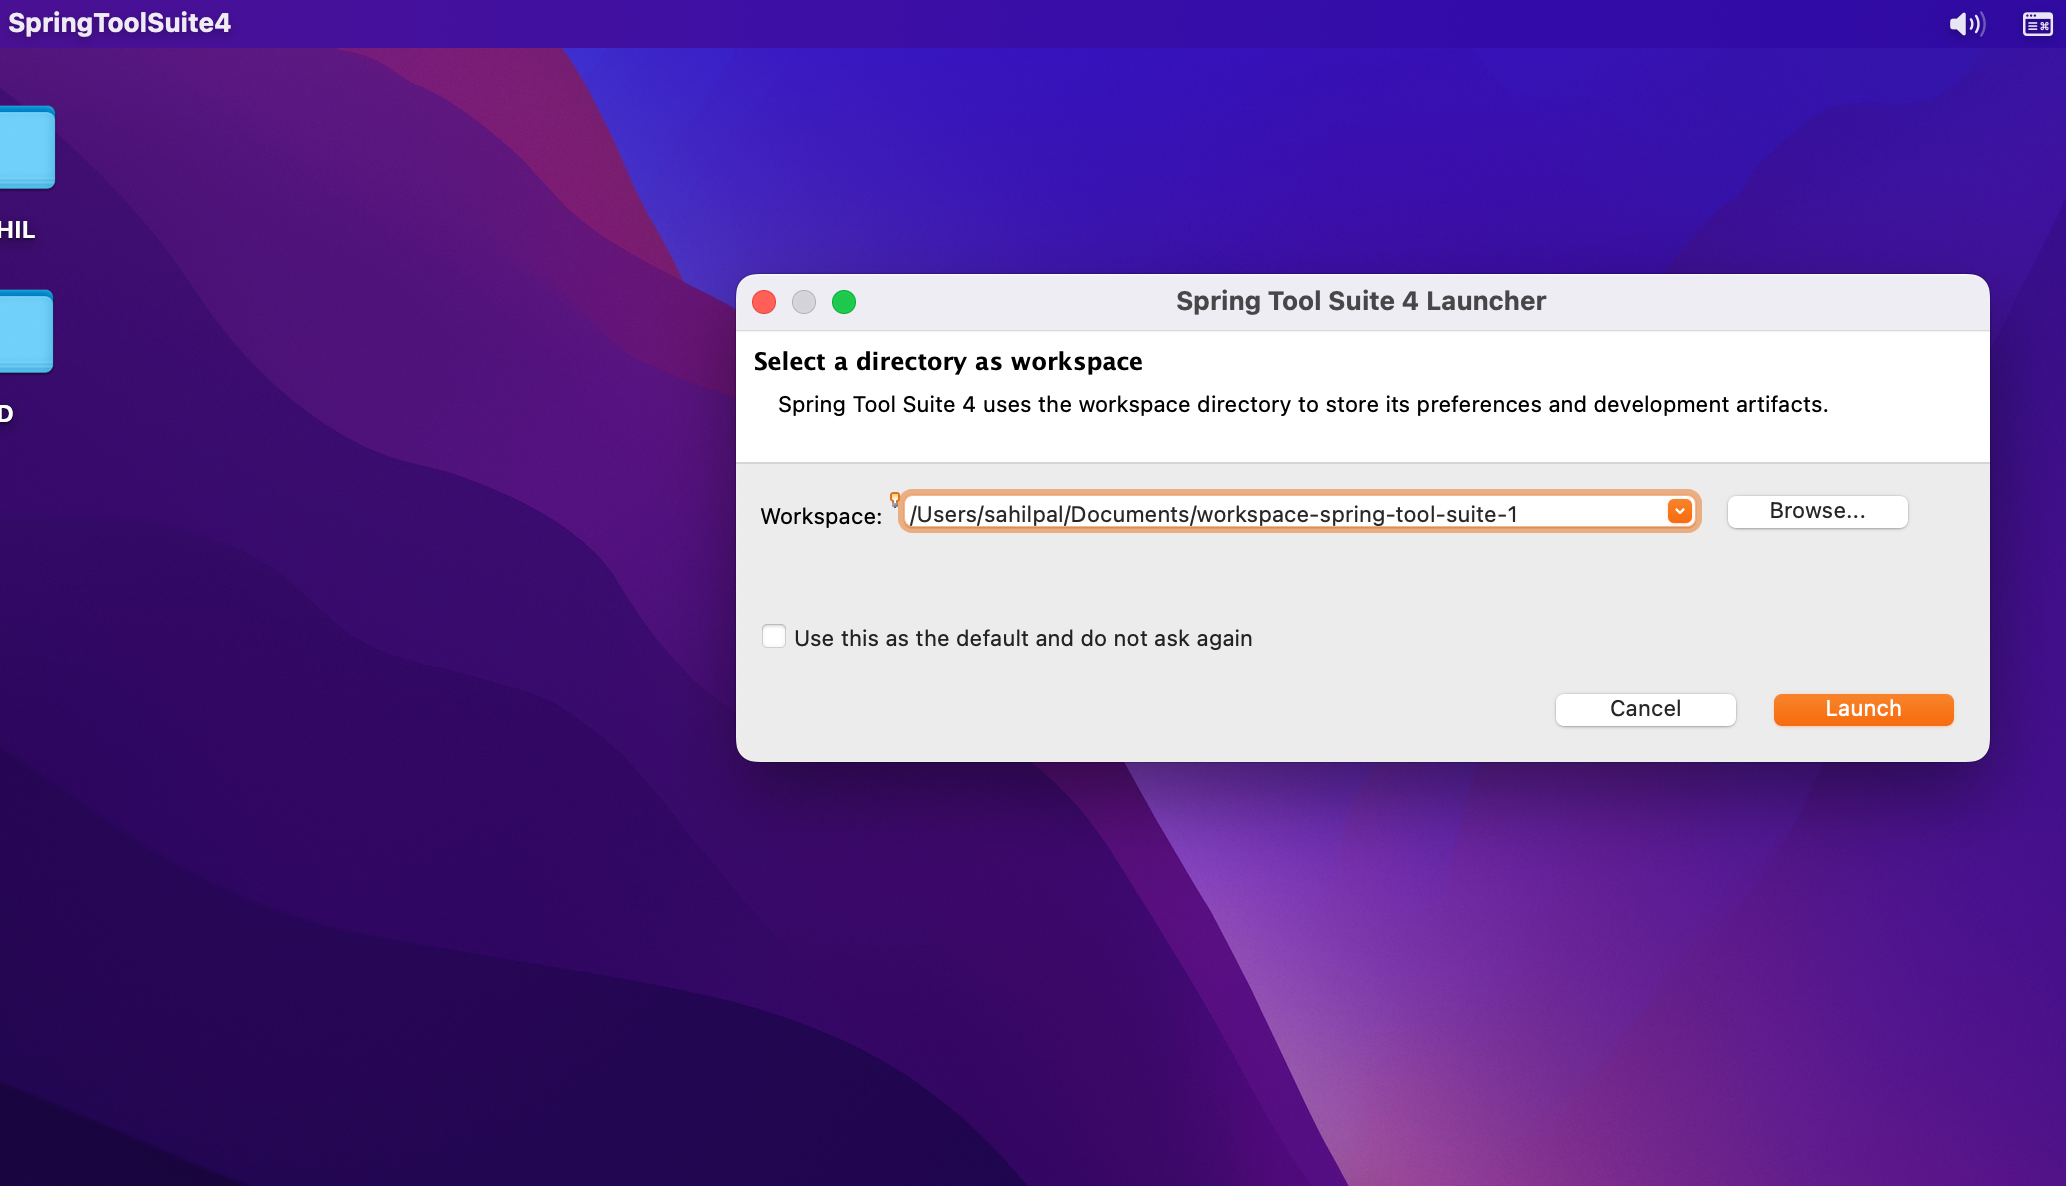 SpringToolSuite4
HIL
D
Spring Tool Suite 4 Launcher
Select a directory as workspace
Spring Tool Suite 4 uses the workspace directory to store its preferences and development artifacts.
Workspace: /Users/sahilpal/Documents/workspace-spring-tool-suite-1 Browse...
Use this as the default and do not ask again
Cancel Launch